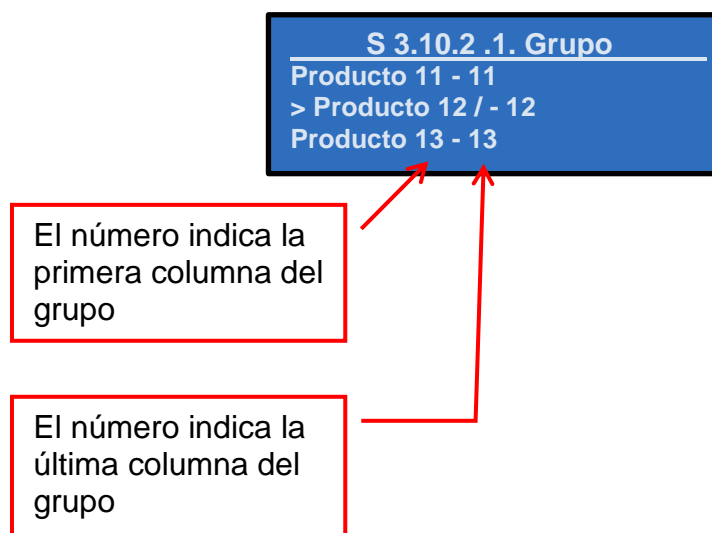 S 3.10.2 .1. Grupo
Producto 11 - 11
> Producto 12 / - 12
Producto 13 - 13
El número indica la
primera columna del
grupo
El número indica la
última columna del
grupo